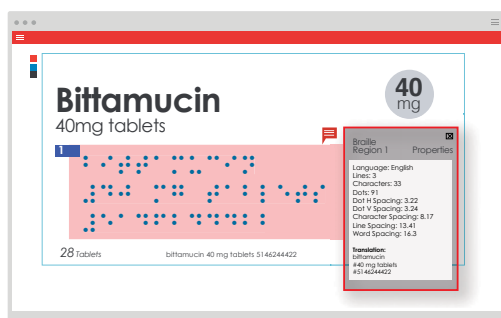 Bittamucin
40mg tablets
40
mg
1
28 Tablets
bittamucin 40 mg tablets 5146244422
Braille
Region 1
Properties
Language: English
Lines: 3
Characters: 33
Dots: 91
Dot H Spacing: 3.22
Dot V Spacing: 3.24
Character Spacing: 8.17
Line Spacing: 13.41
Word Spacing: 16.3
Translation:
bittamucin
#40 mg tablets
#5146244422